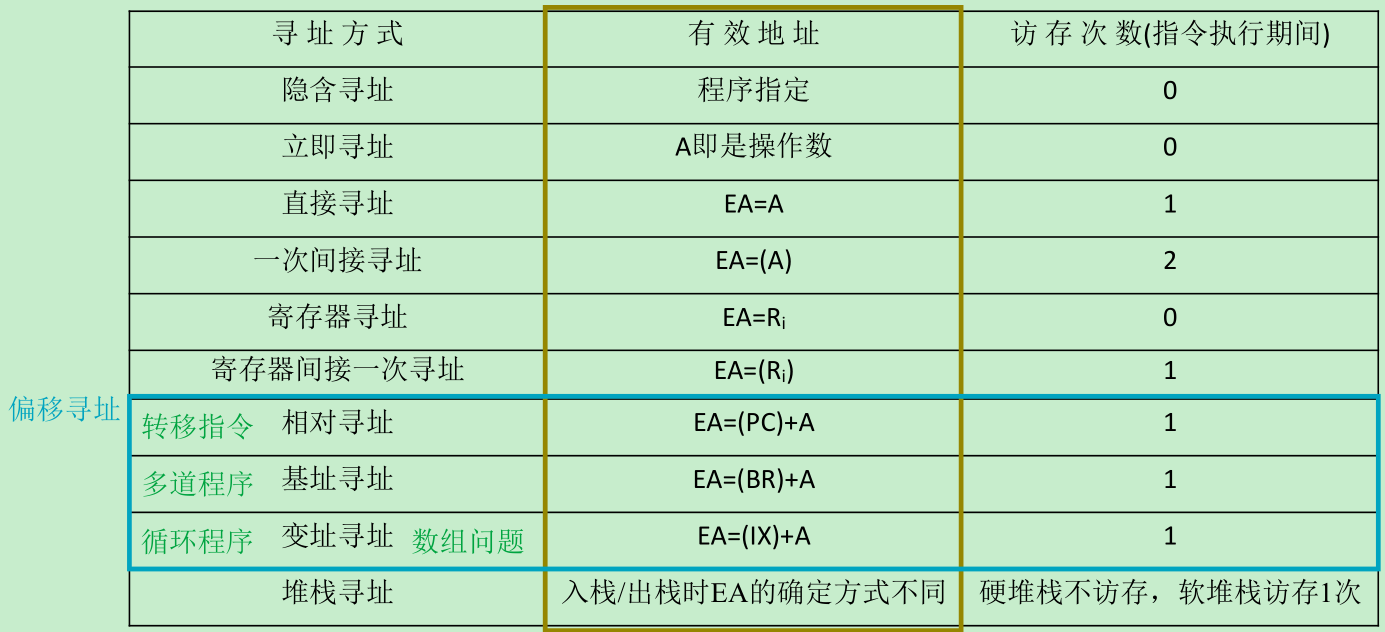 寻 址 方 式 有 效 地 址 访 存 次 数(指令执行期间)
隐含寻址 程序指定 0
立即寻址 A即是操作数 0
直接寻址 EA=A 1
一次间接寻址 EA=(A) 2
寄存器寻址 EA=Ri 0
寄存器间接一次寻址 EA=(Ri) 1
偏移寻址
转移指令 相对寻址 EA=(PC)+A 1
多道程序 基址寻址 EA=(BR)+A 1
循环程序 变址寻址 数组问题 EA=(IX)+A 1
堆栈寻址 入栈/出栈时EA的确定方式不同 硬堆栈不访存，软堆栈访存1次